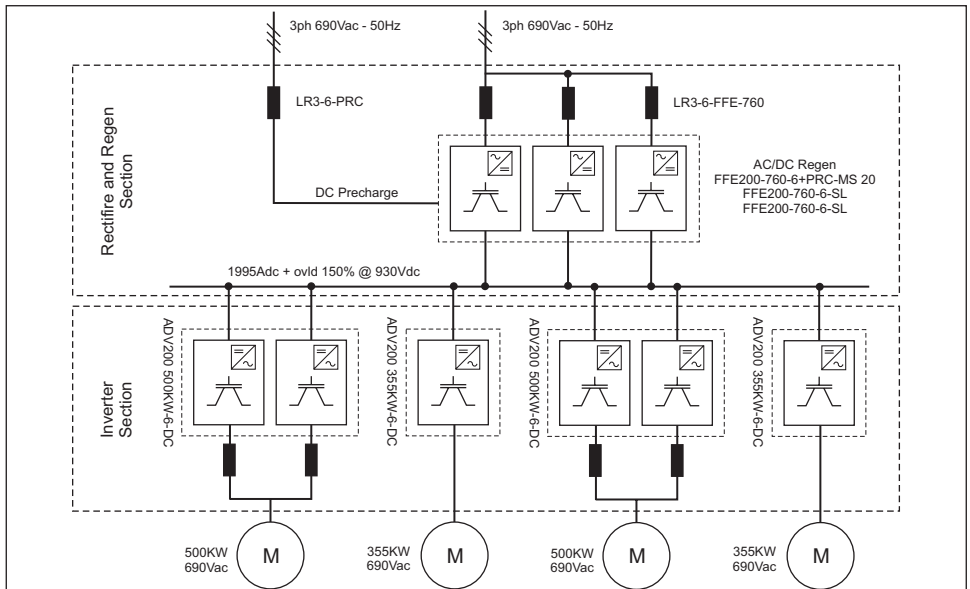 3ph 690Vac - 50Hz
3ph 690Vac - 50Hz
LR3-6-PRC
LR3-6-FFE-760
Rectifire and Regen
Section
AC/DC Regen
FFE200-760-6+PRC-MS 20
FFE200-760-6-SL
FFE200-760-6-SL
DC Precharge
1995Adc + ovld 150% @ 930Vdc
Inverter
Section
ADV200 500KW-6-DC
ADV200 355KW-6-DC
ADV200 500KW-6-DC
ADV200 355KW-6-DC
500KW
690Vac
M
355KW
690Vac
M
500KW
690Vac
M
355KW
690Vac
M